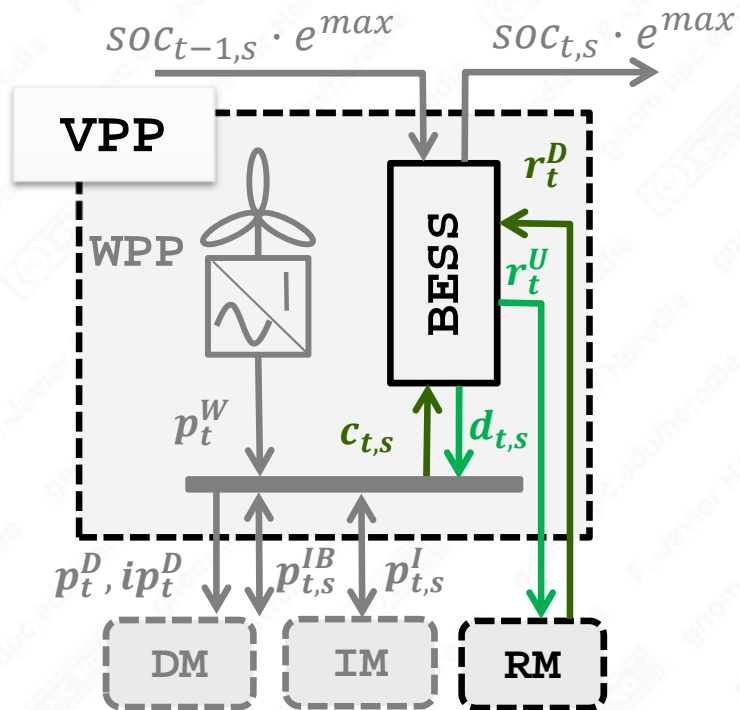 soc_{t-1,s} · e^{max}
soc_{t,s} · e^{max}
VPP
WPP
BESS
r_t^D
r_t^U
p_t^W
c_{t,s}
d_{t,s}
p_t^D, ip_t^D
p_{t,s}^{IB}
p_{t,s}^I
DM
IM
RM